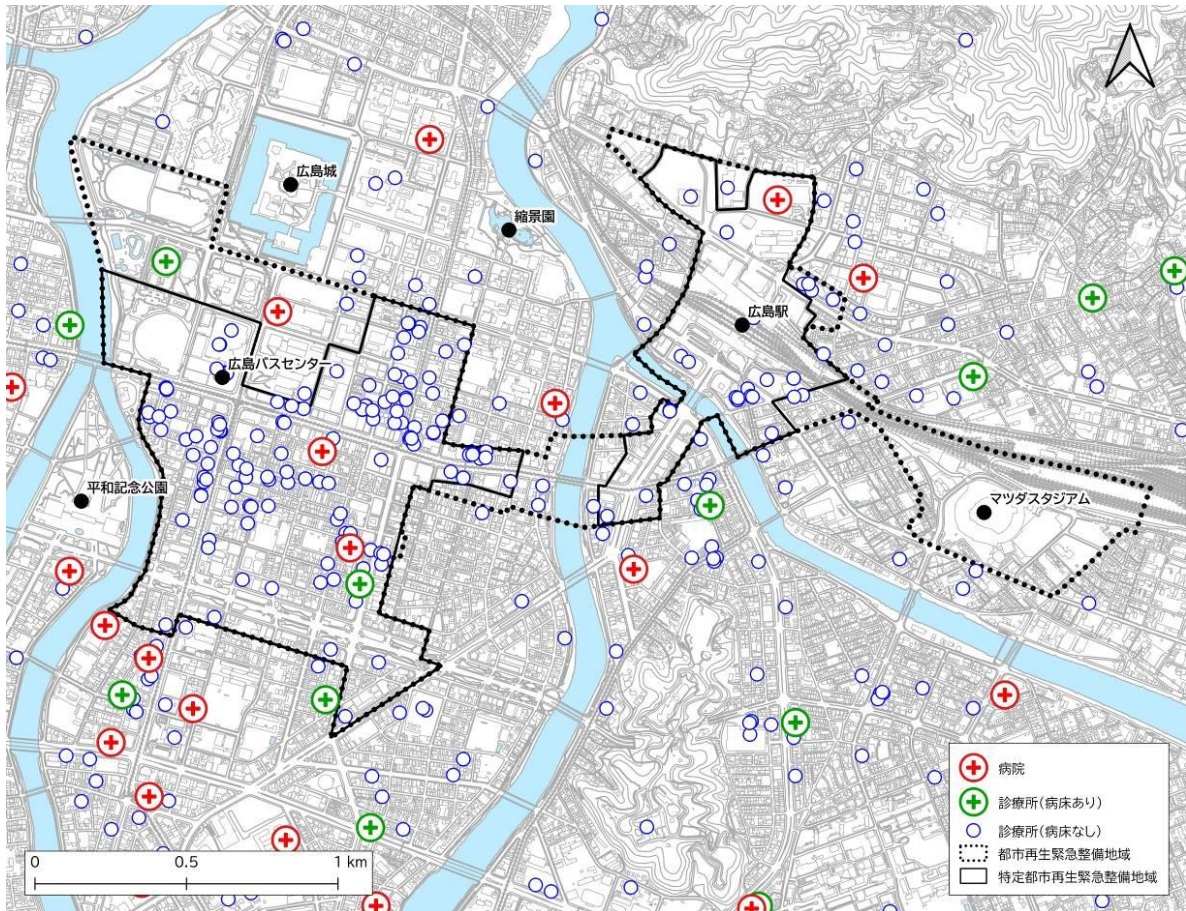 広島城
縮景園
広島駅
広島バスセンター
平和記念公園
マツダスタジアム
病院
診療所(病床あり)
診療所(病床なし)
都市再生緊急整備地域
特定都市再生緊急整備地域
0 0.5 1 km